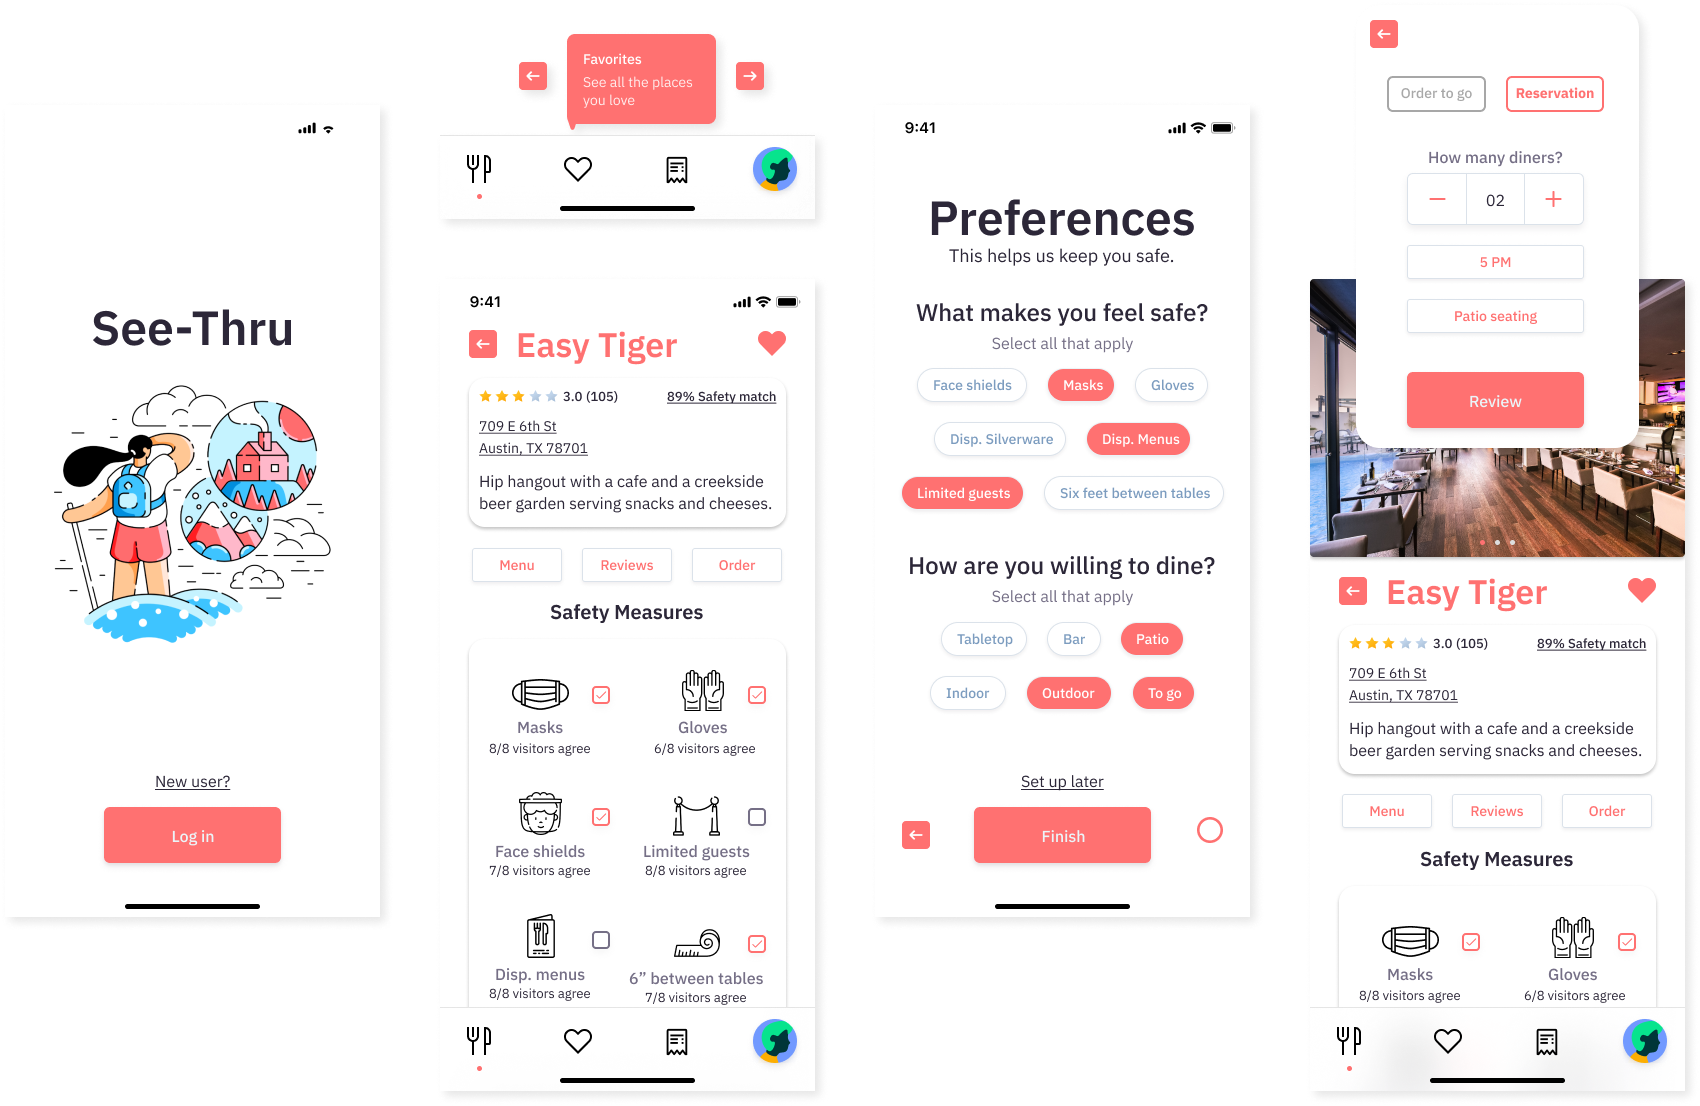 See-Thru
New user?
Log in
Favorites
See all the places
you love
9:41
Easy Tiger
3.0 (105)
89% Safety match
709 E 6th St
Austin, TX 78701
Hip hangout with a cafe and a creekside
beer garden serving snacks and cheeses.
Menu
Reviews
Order
Safety Measures
Masks
8/8 visitors agree
Gloves
6/8 visitors agree
Face shields
7/8 visitors agree
Limited guests
8/8 visitors agree
Disp. menus
8/8 visitors agree
6” between tables
7/8 visitors agree
9:41
Preferences
This helps us keep you safe.
What makes you feel safe?
Select all that apply
Face shields
Masks
Gloves
Disp. Silverware
Disp. Menus
Limited guests
Six feet between tables
How are you willing to dine?
Select all that apply
Tabletop
Bar
Patio
Indoor
Outdoor
To go
Set up later
Finish
Order to go
Reservation
How many diners?
02
5 PM
Patio seating
Review
Easy Tiger
3.0 (105)
89% Safety match
709 E 6th St
Austin, TX 78701
Hip hangout with a cafe and a creekside
beer garden serving snacks and cheeses.
Menu
Reviews
Order
Safety Measures
Masks
8/8 visitors agree
Gloves
6/8 visitors agree